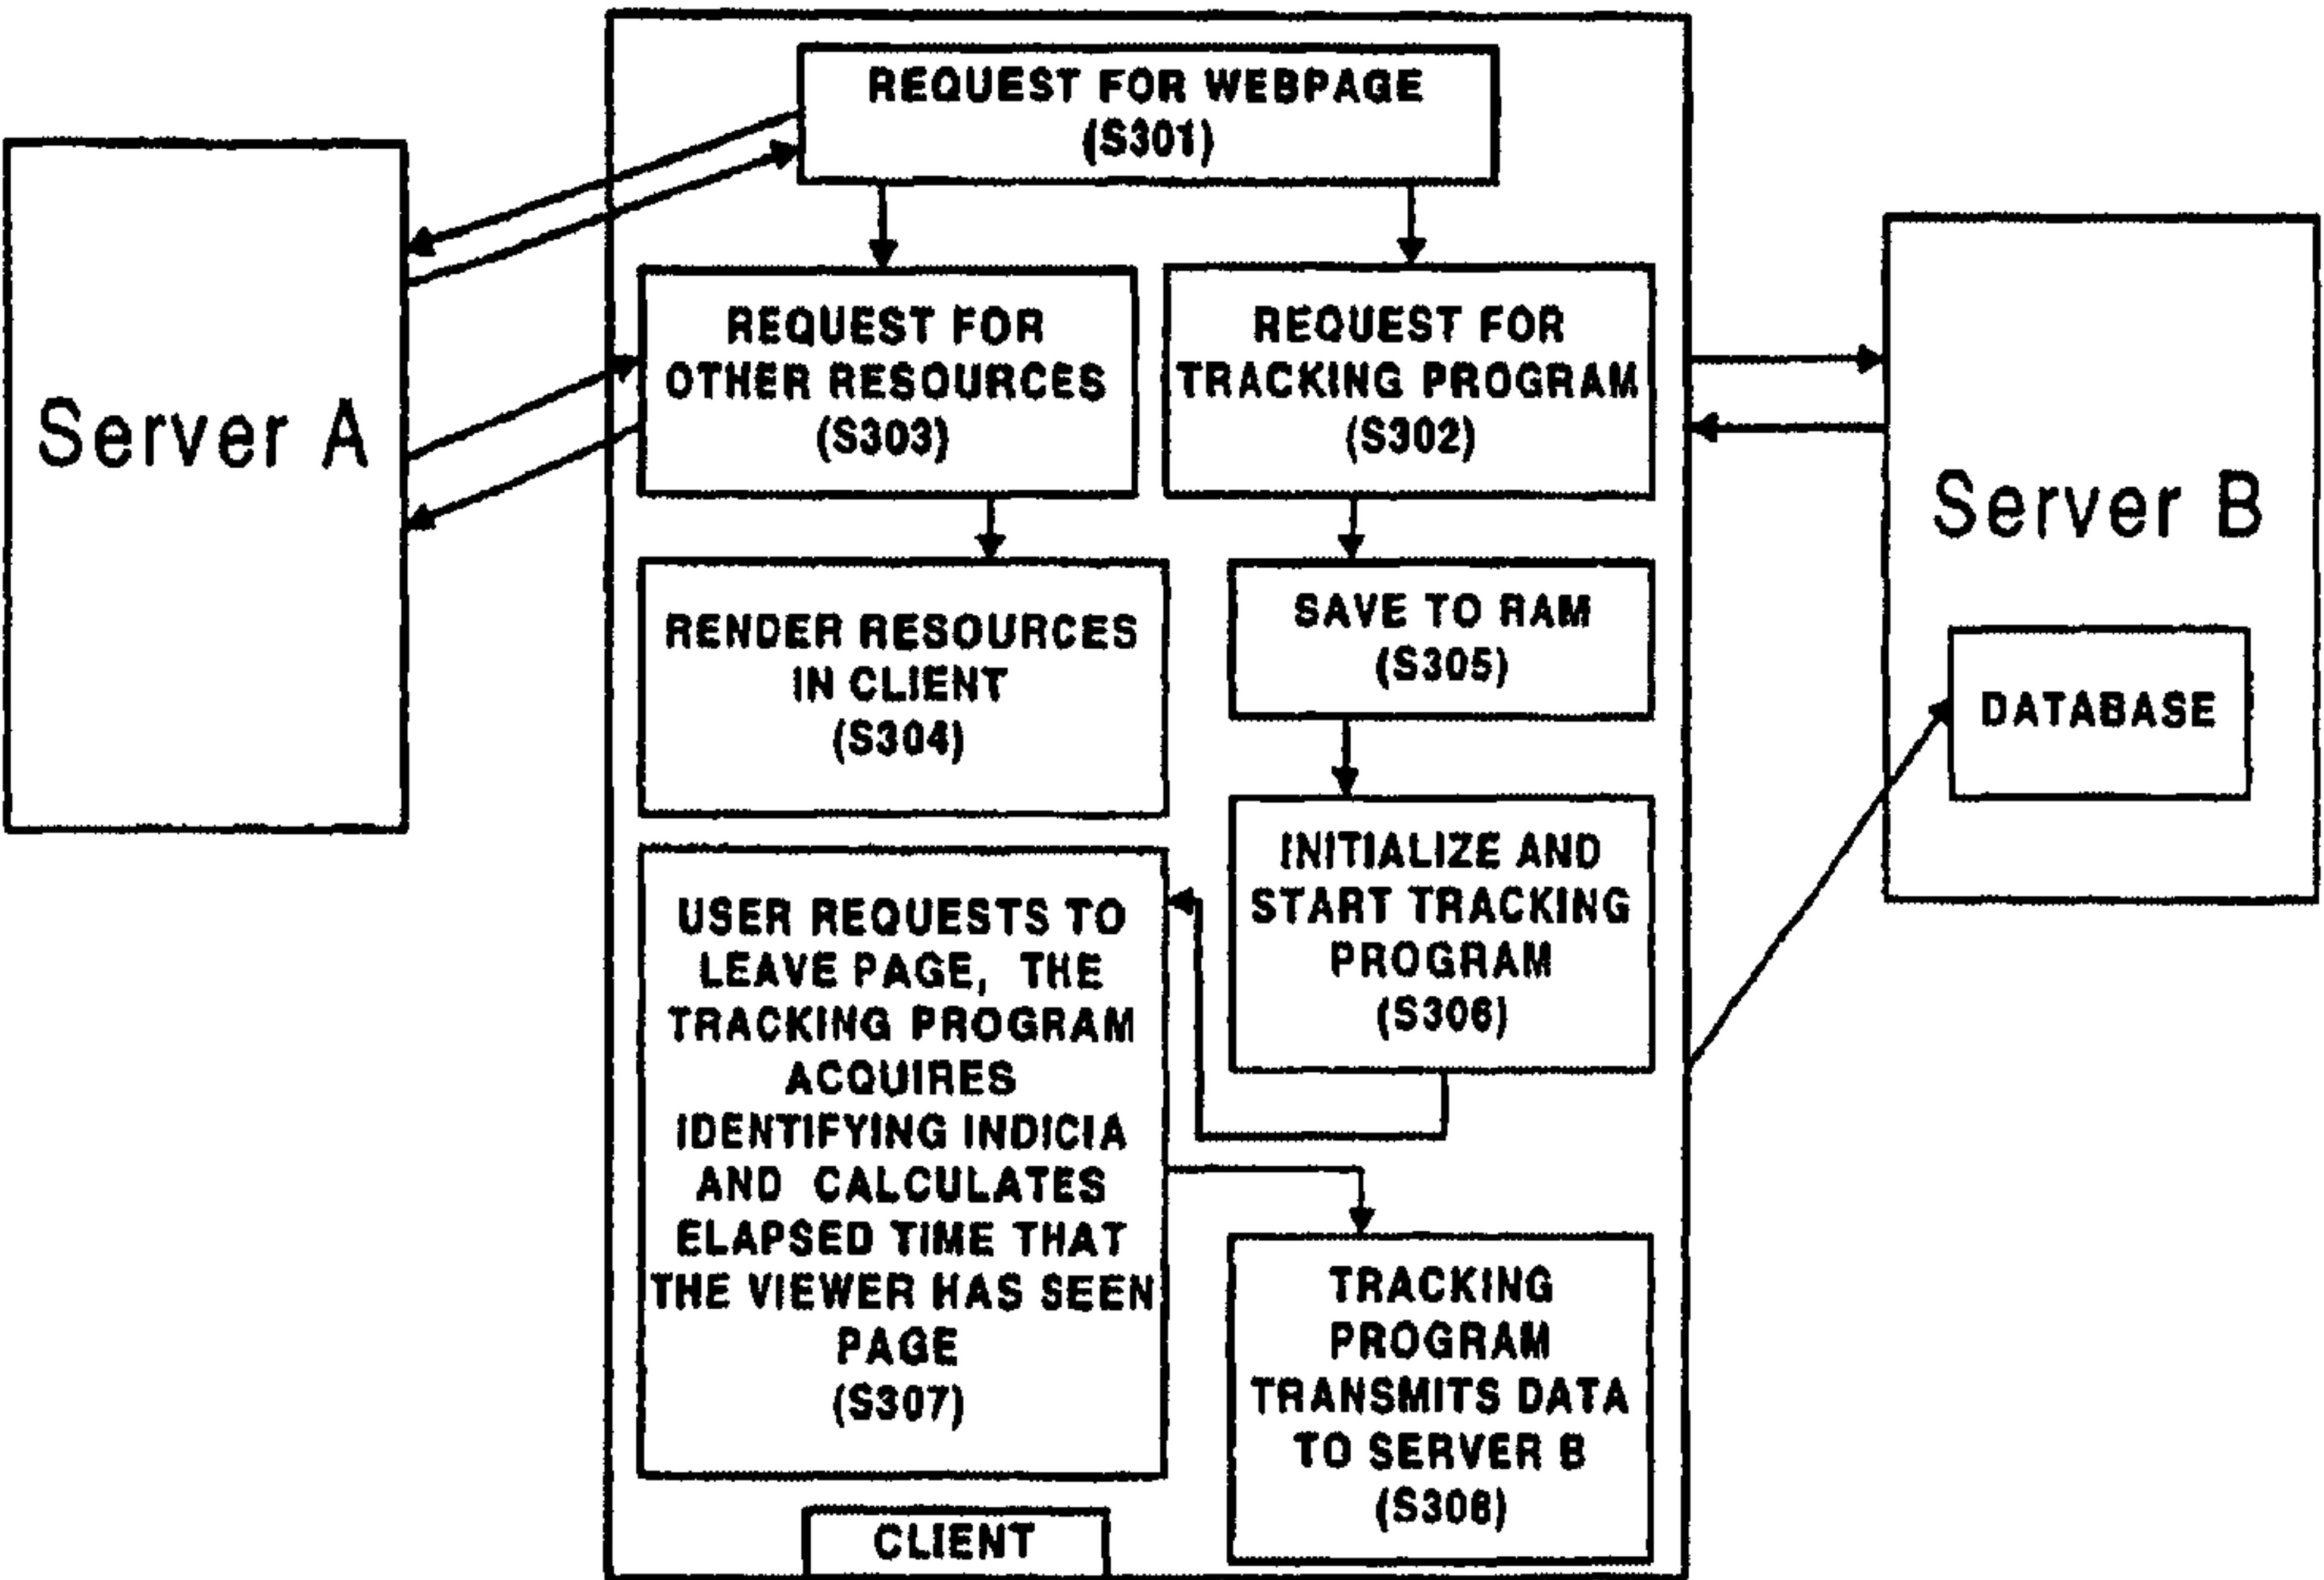 REQUEST FOR WEBPAGE
(S301)
Server A
REQUEST FOR
OTHER RESOURCES
(S303)
REQUEST FOR
TRACKING PROGRAM
(S302)
Server B
RENDER RESOURCES
IN CLIENT
(S304)
SAVE TO RAM
(S305)
DATABASE
INITIALIZE AND
START TRACKING
PROGRAM
(S306)
USER REQUESTS TO
LEAVE PAGE, THE
TRACKING PROGRAM
ACQUIRES
IDENTIFYING INDICIA
AND CALCULATES
ELAPSED TIME THAT
THE VIEWER HAS SEEN
PAGE
(S307)
TRACKING
PROGRAM
TRANSMITS DATA
TO SERVER B
(S308)
CLIENT